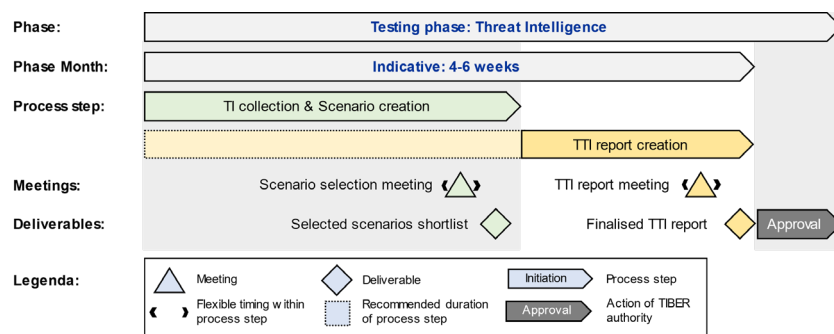 Phase:
Testing phase: Threat Intelligence
Phase Month:
Indicative: 4-6 weeks
Process step:
TI collection & Scenario creation
TTI report creation
Meetings:
Scenario selection meeting
TTI report meeting
Deliverables:
Selected scenarios shortlist
Finalised TTI report
Approval
Legenda:
Meeting
Deliverable
Initiation
Process step
Flexible timing within
process step
Recommended duration
of process step
Approval
Action of TIBER
authority